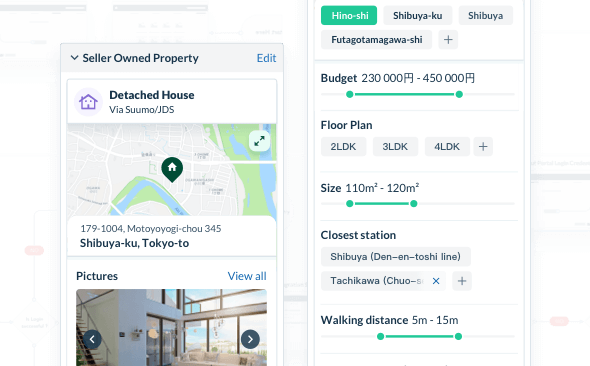 Seller Owned Property
Edit
Detached House
Via Suumo/JDS
179-1004, Motoyoyogi-chou 345
Shibuya-ku, Tokyo-to
Pictures
View all
Hino-shi
Shibuya-ku
Shibuya
Futagotamagawa-shi
Budget 230 000円 - 450 000円
Floor Plan
2LDK
3LDK
4LDK
Size 110m² - 120m²
Closest station
Shibuya (Den-en-toshi line)
Tachikawa (Chuo-s
Walking distance 5m - 15m